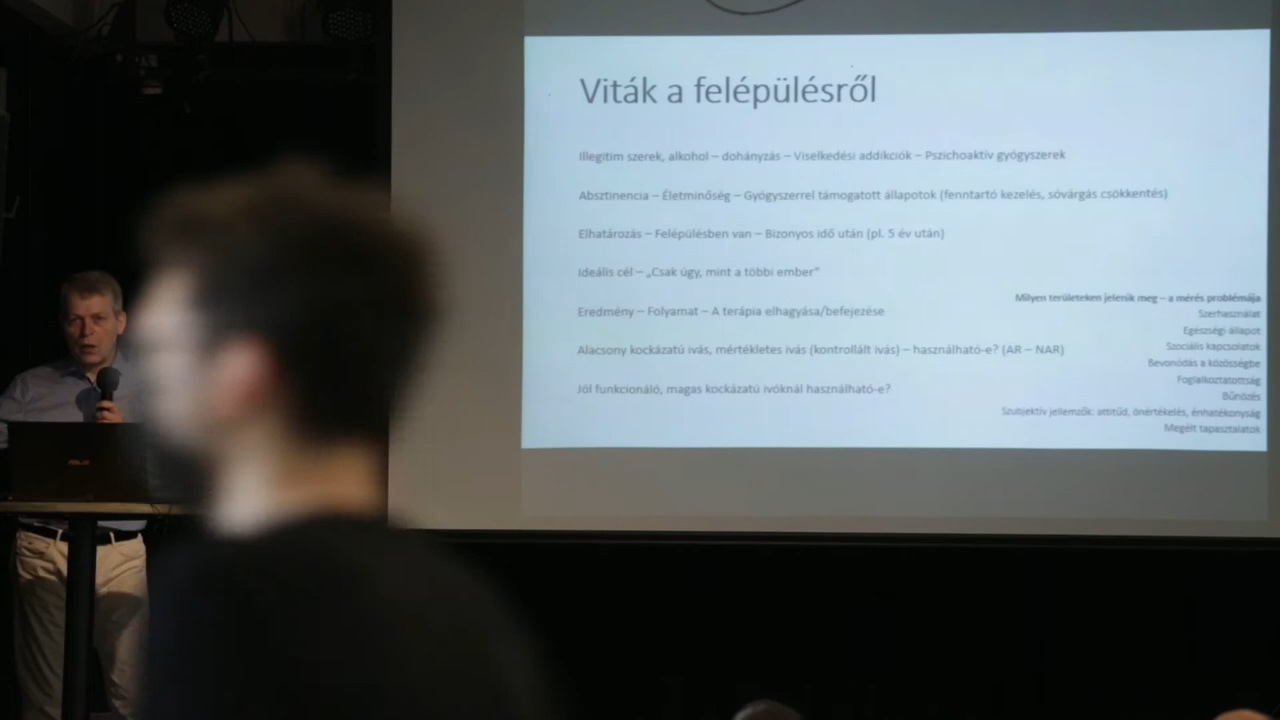 Viták a felépülésről
Illegitim szerek, alkohol – dohányzás – Viselkedési addikciók – Pszichoaktív gyógyszerek
Absztinencia – Életminőség – Gyógyszerrel támogatott állapotok (fenntartó kezelés, sóvárgás csökkentés)
Elhatározás – Felépülésben van – Bizonyos idő után (pl. 5 év után)
Ideális cél – „Csak úgy, mint a többi ember”
Eredmény – Folyamat – A terápia elhagyása/befejezése
Alacsony kockázatú ivás, mértékletes ivás (kontrollált ivás) – használható-e? (AR – NAR)
Jól funkcionáló, magas kockázatú ivóknál használható-e?
Milyen területeken jelenik meg – a mérés problémája
Szerhasználat
Egészségi állapot
Szociális kapcsolatok
Bevonódás a közösségbe
Foglalkoztatottság
Bűnözés
Szubjektív jellemzők: attitűd, önértékelés, énhatékonyság
Megélt tapasztalatok
ASUS